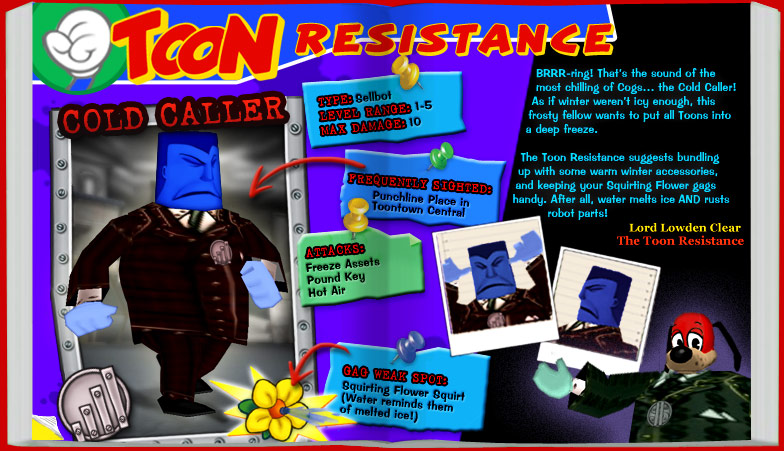 TOON RESISTANCE
COLD CALLER
TYPE: Sellbot
LEVEL RANGE: 1-5
MAX DAMAGE: 10
FREQUENTLY SIGHTED:
Punchline Place in
Toontown Central
ATTACKS:
Freeze Assets
Pound Key
Hot Air
GAG WEAK SPOT:
Squirting Flower Squirt
(Water reminds them
of melted ice!)
BRRR-ring! That's the sound of the
most chilling of Cogs... the Cold Caller!
As if winter weren't icy enough, this
frosty fellow wants to put all Toons into
a deep freeze.
The Toon Resistance suggests bundling
up with some warm winter accessories,
and keeping your Squirting Flower gags
handy. After all, water melts ice AND rusts
robot parts!
Lord Lowden Clear
The Toon Resistance